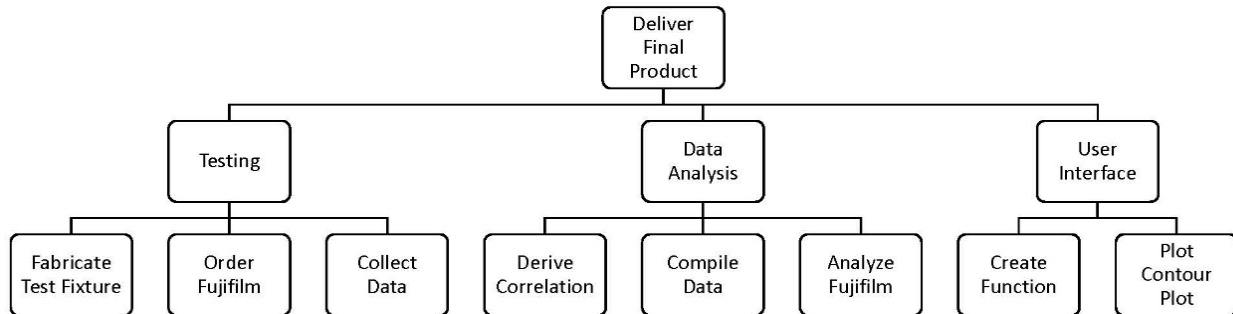 Deliver
Final
Product
Testing
Data
Analysis
User
Interface
Fabricate
Test Fixture
Order
Fujifilm
Collect
Data
Derive
Correlation
Compile
Data
Analyze
Fujifilm
Create
Function
Plot
Contour
Plot